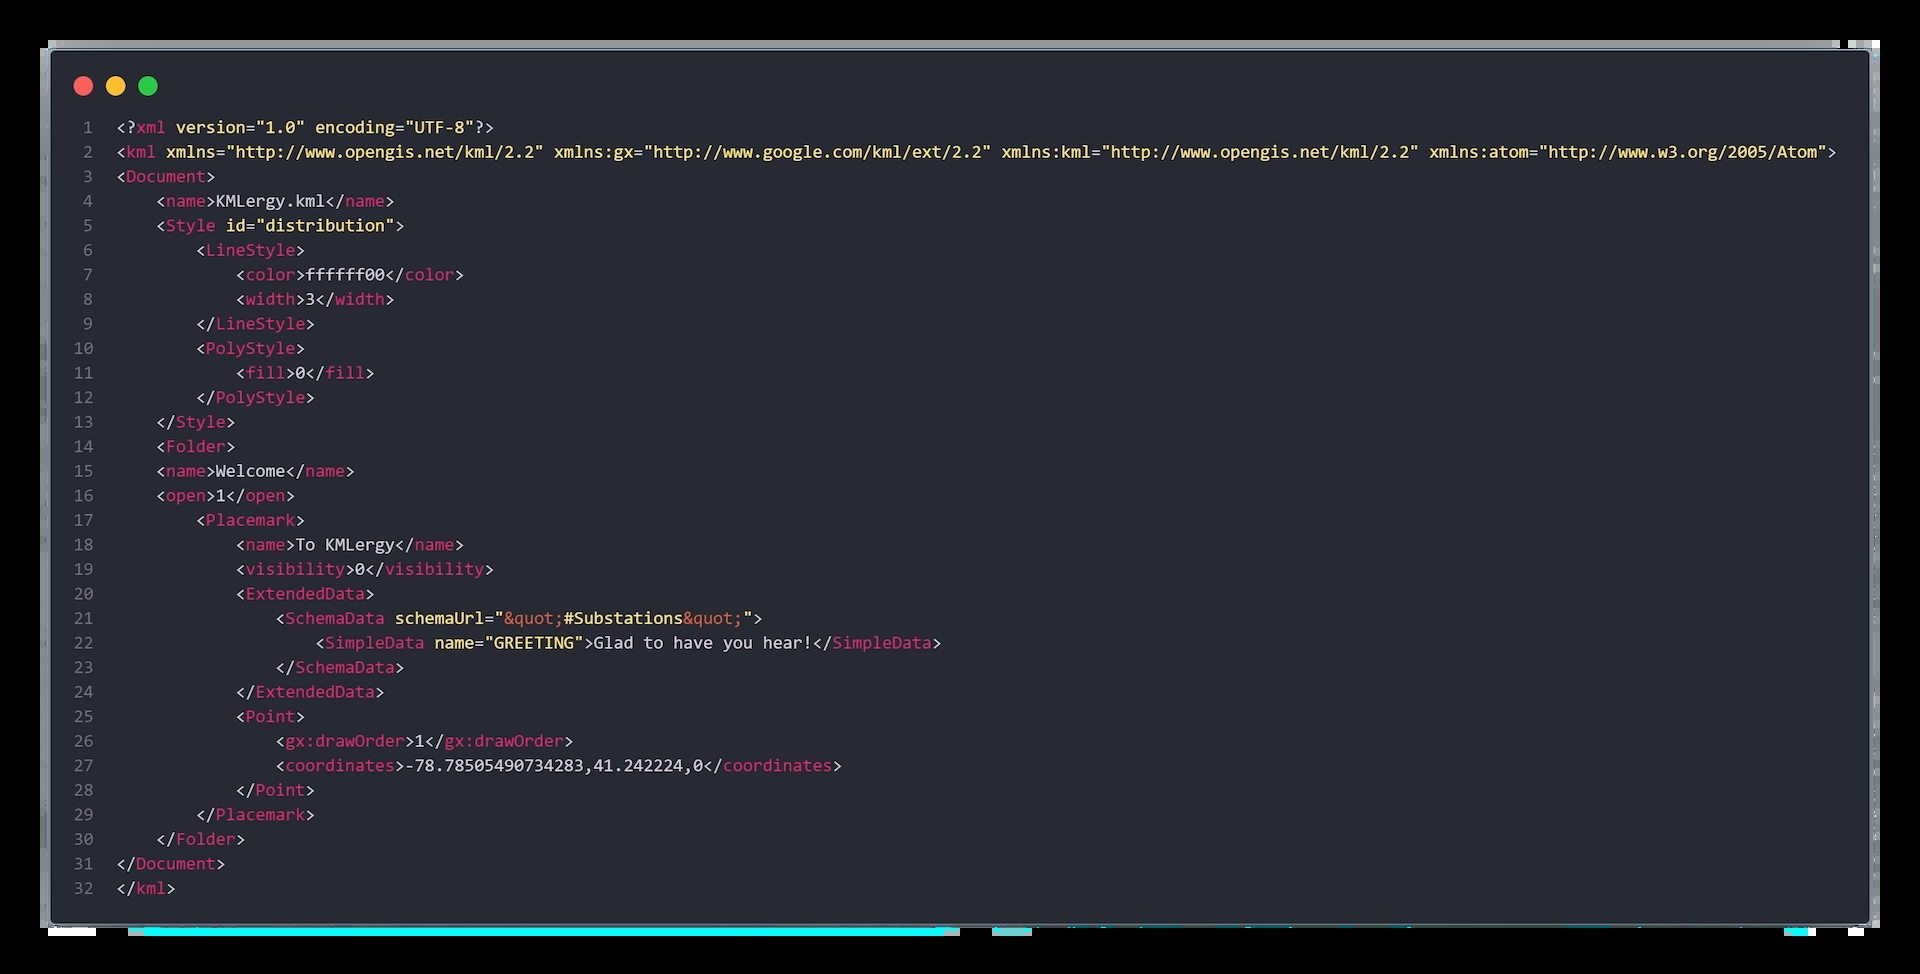 1 <?xml version="1.0" encoding="UTF-8"?>
2 <kml xmlns="http://www.opengis.net/kml/2.2" xmlns:gx="http://www.google.com/kml/ext/2.2" xmlns:kml="http://www.opengis.net/kml/2.2" xmlns:atom="http://www.w3.org/2005/Atom">
3 <Document>
4     <name>KMLergy.kml</name>
5     <Style id="distribution">
6         <LineStyle>
7             <color>ffffff00</color>
8             <width>3</width>
9         </LineStyle>
10         <PolyStyle>
11             <fill>0</fill>
12         </PolyStyle>
13     </Style>
14     <Folder>
15     <name>Welcome</name>
16     <open>1</open>
17         <Placemark>
18             <name>To KMLergy</name>
19             <visibility>0</visibility>
20             <ExtendedData>
21                 <SchemaData schemaUrl="&quot;#Substations&quot;">
22                     <SimpleData name="GREETING">Glad to have you hear!</SimpleData>
23                 </SchemaData>
24             </ExtendedData>
25             <Point>
26                 <gx:drawOrder>1</gx:drawOrder>
27                 <coordinates>-78.78505490734283,41.242224,0</coordinates>
28             </Point>
29         </Placemark>
30     </Folder>
31 </Document>
32 </kml>